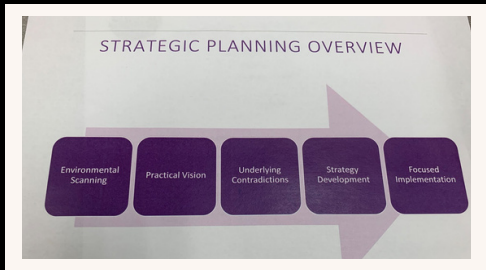 STRATEGIC PLANNING OVERVIEW
Environmental
Scanning
Practical Vision
Underlying
Contradictions
Strategy
Development
Focused
Implementation